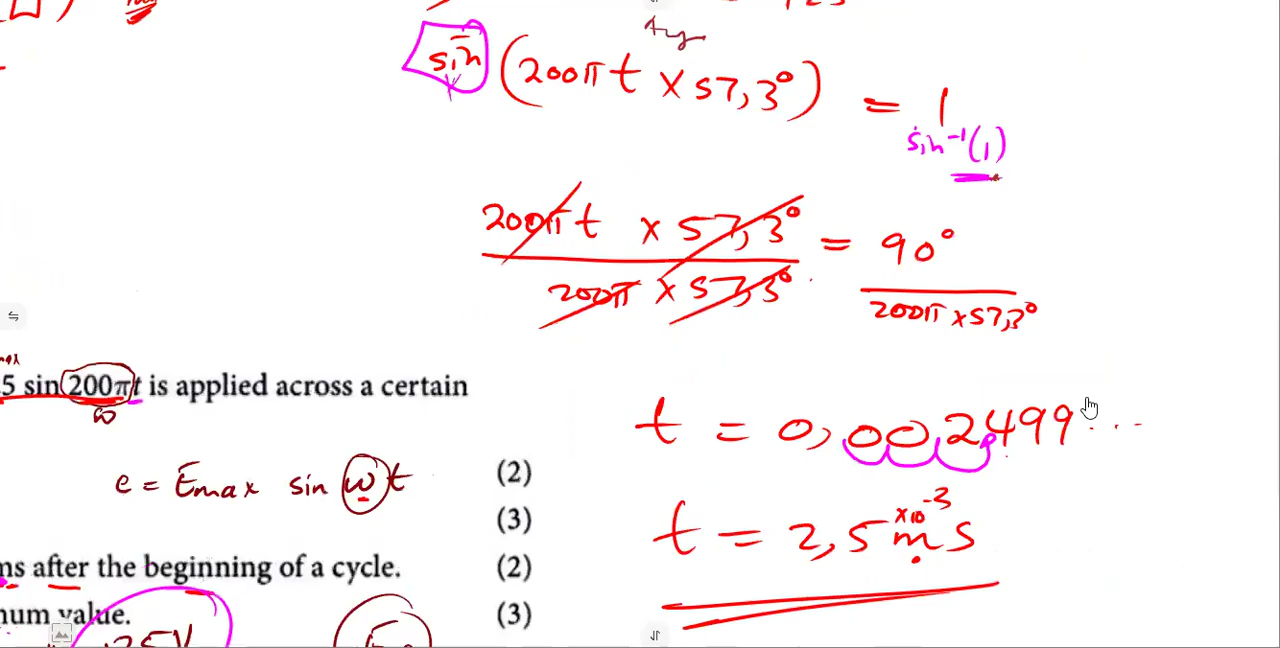 sin (200π t × 57,3°) = 1
sin⁻¹(1)
200π t × 57,3° = 90°
200π × 57,3° 200π × 57,3°
5 sin 200πt is applied across a certain
ω
e = Emax sin ωt (2)
(3)
ms after the beginning of a cycle. (2)
num value. (3)
t = 0,002499...
×10⁻³
t = 2,5 ms